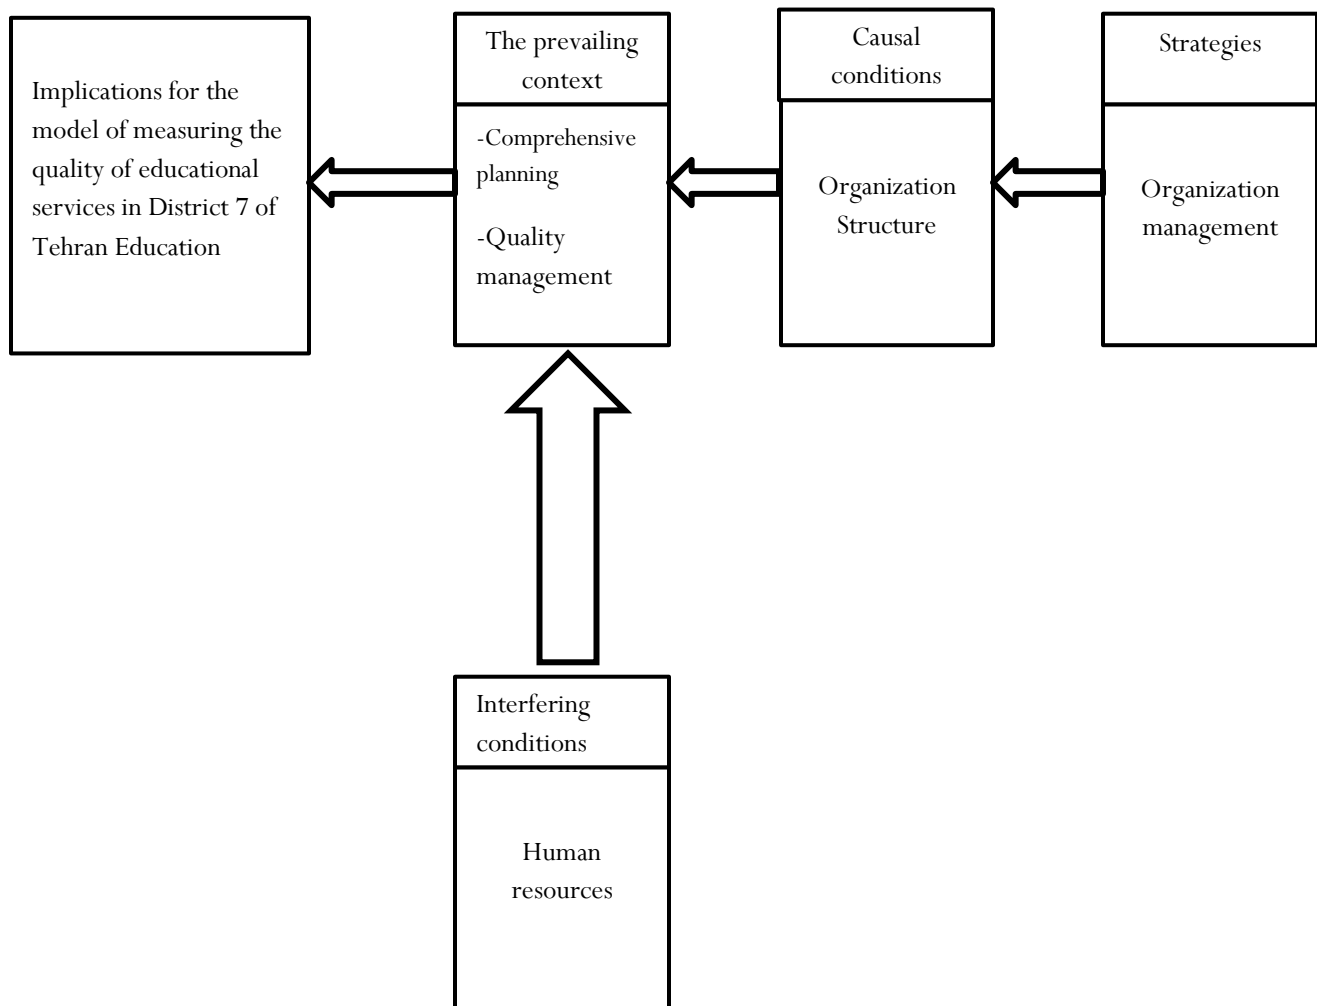 Implications for the
model of measuring the
quality of educational
services in District 7 of
Tehran Education
The prevailing
context
-Comprehensive
planning
-Quality
management
Causal
conditions
Organization
Structure
Strategies
Organization
management
Interfering
conditions
Human
resources